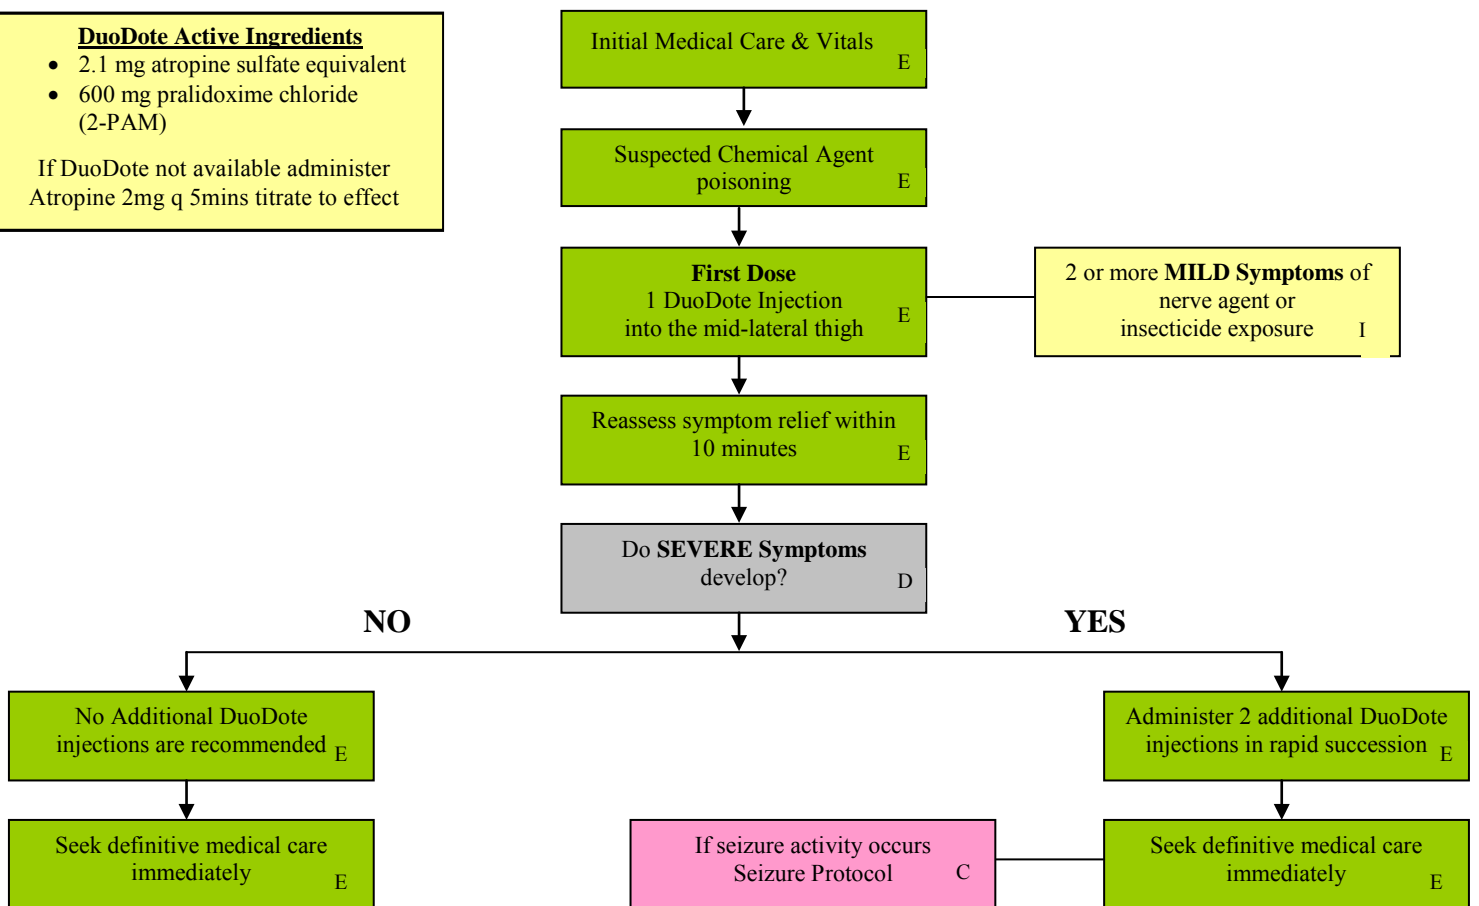 DuoDote Active Ingredients
• 2.1 mg atropine sulfate equivalent
• 600 mg pralidoxime chloride
(2-PAM)
If DuoDote not available administer
Atropine 2mg q 5mins titrate to effect
Initial Medical Care & Vitals
E
Suspected Chemical Agent
poisoning E
First Dose
1 DuoDote Injection
into the mid-lateral thigh E
2 or more MILD Symptoms of
nerve agent or
insecticide exposure I
Reassess symptom relief within
10 minutes E
Do SEVERE Symptoms
develop? D
NO
YES
No Additional DuoDote
injections are recommended E
Administer 2 additional DuoDote
injections in rapid succession E
Seek definitive medical care
immediately E
If seizure activity occurs
Seizure Protocol C
Seek definitive medical care
immediately E